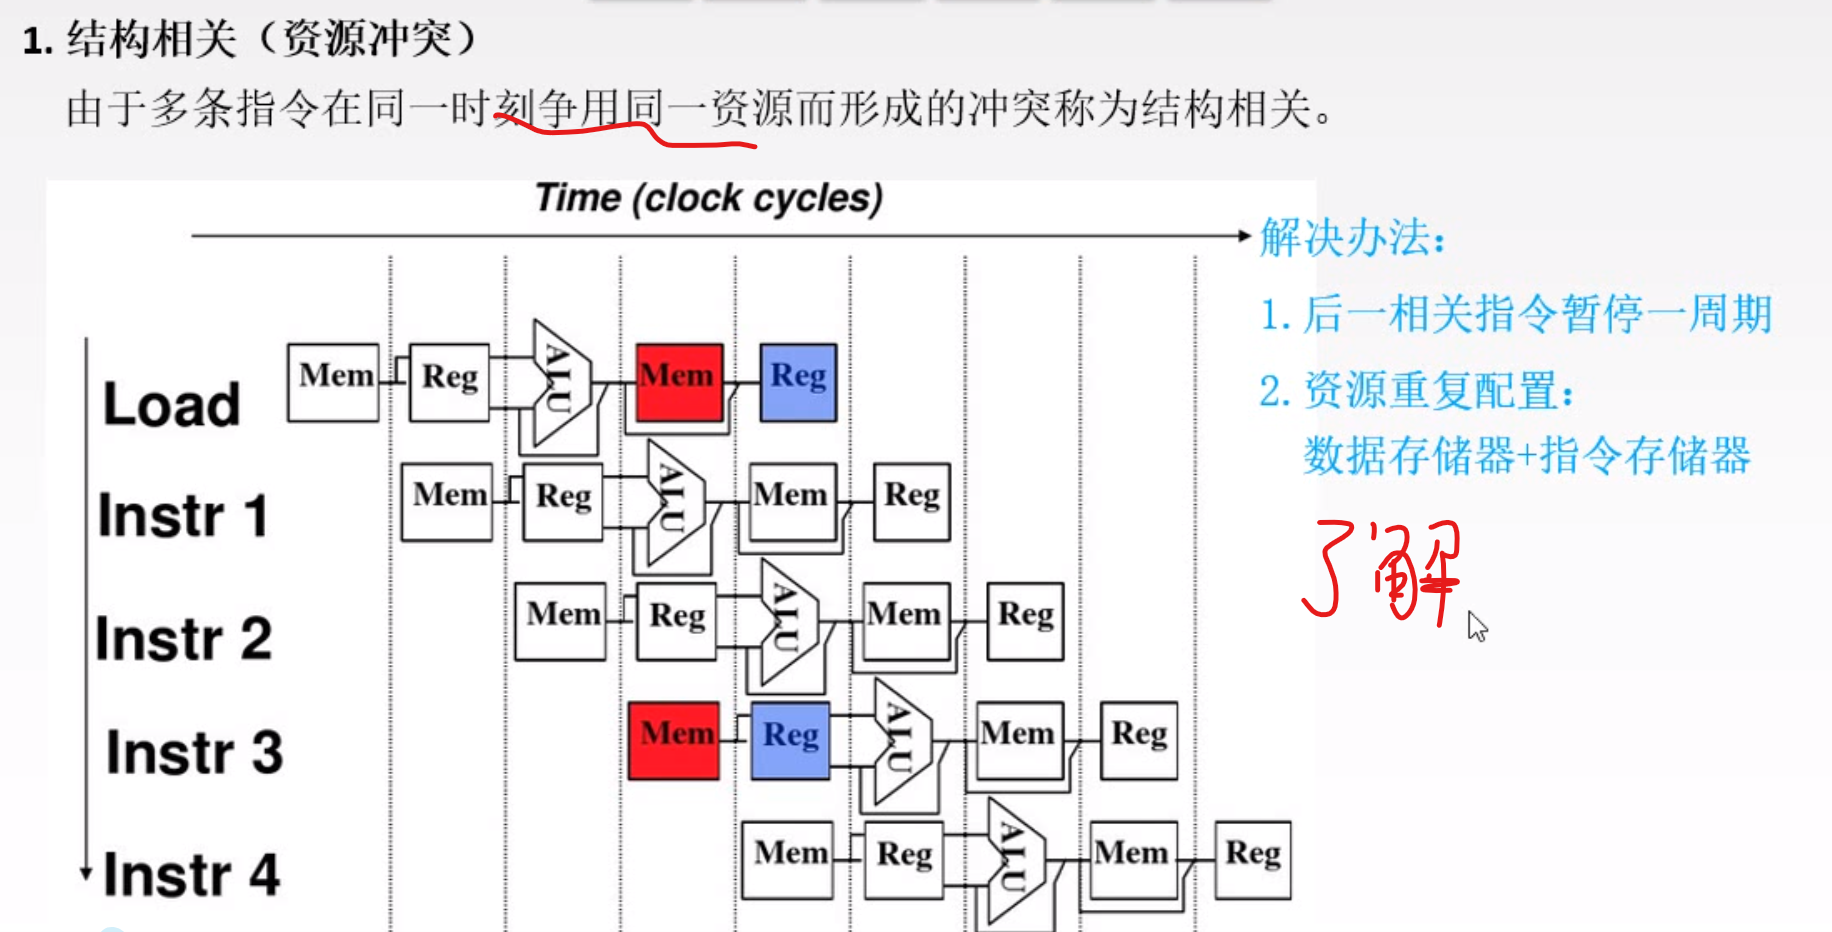 1. 结构相关（资源冲突）
由于多条指令在同一时刻争用同一资源而形成的冲突称为结构相关。
Time (clock cycles)
解决办法：
1. 后一相关指令暂停一周期
2. 资源重复配置：
数据存储器+指令存储器
了解
Load Mem Reg ALU Mem Reg
Instr 1 Mem Reg ALU Mem Reg
Instr 2 Mem Reg ALU Mem Reg
Instr 3 Mem Reg ALU Mem Reg
Instr 4 Mem Reg ALU Mem Reg